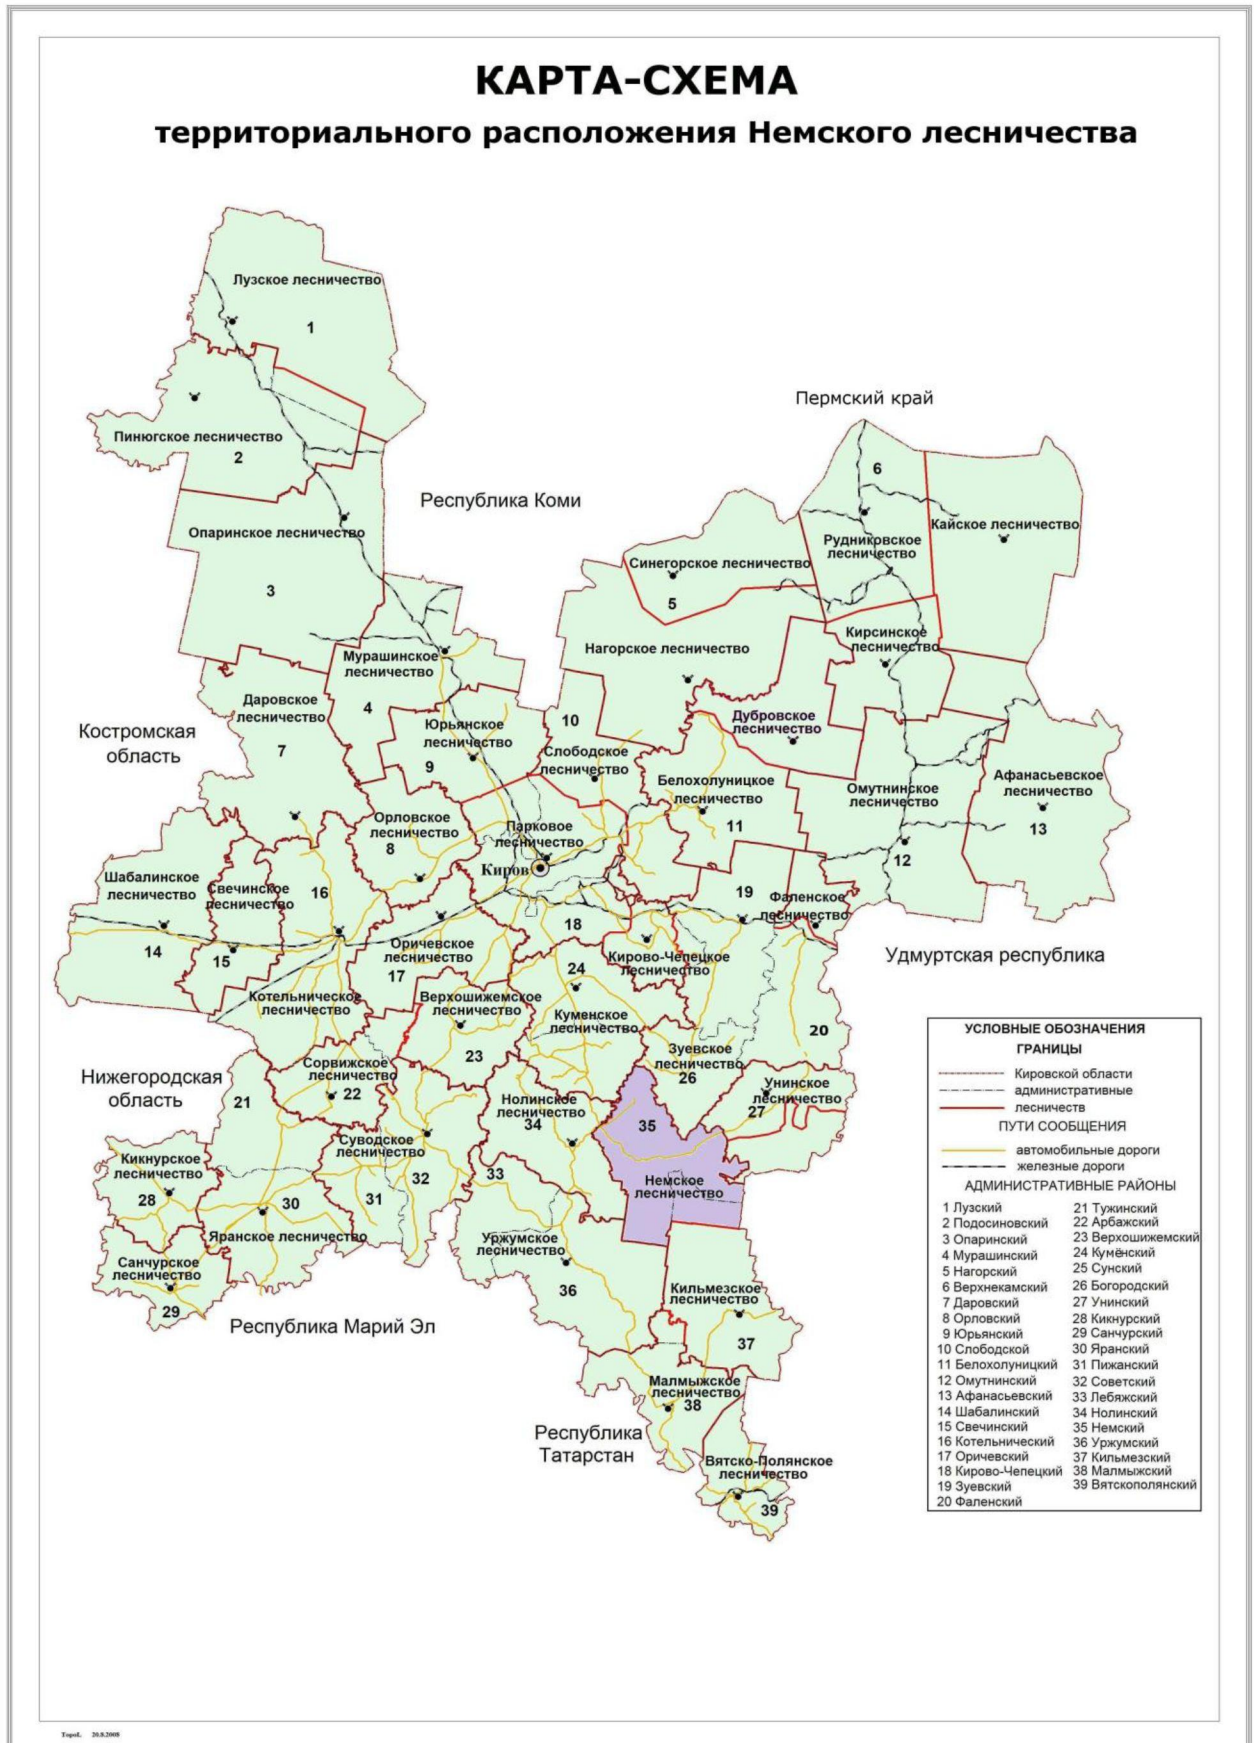 КАРТА-СХЕМА
территориального расположения Немского лесничества
Лузское лесничество
1
Пермский край
Пинюгское лесничество
2
6
Республика Коми
Кайское лесничество
Опаринское лесничество
Рудниковское
лесничество
Синегорское лесничество
3
5
Кирсинское
лесничество
Нагорское лесничество
Мурашинское
лесничество
Даровское
лесничество
4
10
Дубровское
лесничество
Юрьянское
лесничество
Костромская
область
7
9
Слободское
лесничество
Белохолуницкое
лесничество
Омутнинское
лесничество
Афанасьевское
лесничество
Орловское
лесничество
8
Парковое
лесничество
11
13
12
Киров
Шабалинское
лесничество
Свечинское
лесничество
16
19
Фаленское
лесничество
18
14
15
Оричевское
лесничество
17
Кирово-Чепецкое
лесничество
24
Удмуртская республика
Котельническое
лесничество
Верхошижемское
лесничество
Куменское
лесничество
20
23
Зуевское
лесничество
26
Сорвижское
лесничество
22
Нижегородская
область
21
Унинское
лесничество
27
Нолинское
лесничество
34
35
Суводское
лесничество
Кикнурское
лесничество
28
32
33
Немское
лесничество
31
30
Яранское лесничество
Уржумское
лесничество
Санчурское
лесничество
29
36
Кильмезское
лесничество
Республика Марий Эл
37
Малмыжское
лесничество
38
Республика
Татарстан
Вятско-Полянское
лесничество
39
УСЛОВНЫЕ ОБОЗНАЧЕНИЯ
ГРАНИЦЫ
Кировской области
административные
лесничеств
ПУТИ СООБЩЕНИЯ
автомобильные дороги
железные дороги
АДМИНИСТРАТИВНЫЕ РАЙОНЫ
1 Лузский
2 Подосиновский
3 Опаринский
4 Мурашинский
5 Нагорский
6 Верхнекамский
7 Даровский
8 Орловский
9 Юрьянский
10 Слободской
11 Белохолуницкий
12 Омутнинский
13 Афанасьевский
14 Шабалинский
15 Свечинский
16 Котельнический
17 Оричевский
18 Кирово-Чепецкий
19 Зуевский
20 Фаленский
21 Тужинский
22 Арбажский
23 Верхошижемский
24 Кумёнский
25 Сунский
26 Богородский
27 Унинский
28 Кикнурский
29 Санчурский
30 Яранский
31 Пижанский
32 Советский
33 Лебяжский
34 Нолинский
35 Немский
36 Уржумский
37 Кильмезский
38 Малмыжский
39 Вятскополянский
TopoL 20.8.2008